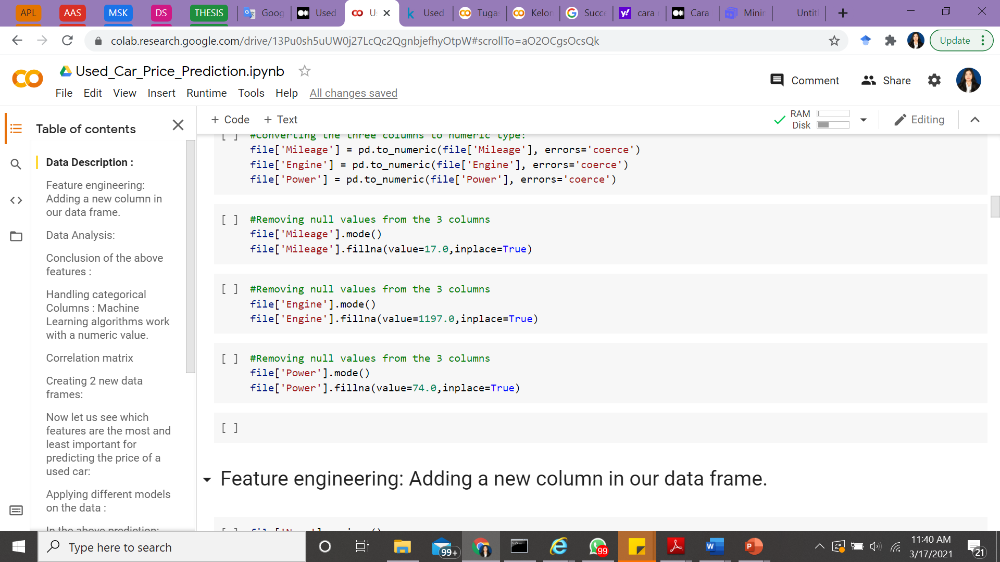 APL
AAS
MSK
DS
THESIS
Goog
Used
U
Used
Tuga
Kelon
Succe
cara
Cara
Minin
Untit
colab.research.google.com/drive/13Pu0sh5uUW0j27LcQc2QgnbjefhyOtpW#scrollTo=aO2OCgsOcsQk
Update
Used_Car_Price_Prediction.ipynb
Comment
Share
File Edit View Insert Runtime Tools Help All changes saved
Table of contents
Data Description :
Feature engineering:
Adding a new column in
our data frame.
Data Analysis:
Conclusion of the above
features :
Handling categorical
Columns : Machine
Learning algorithms work
with a numeric value.
Correlation matrix
Creating 2 new data
frames:
Now let us see which
features are the most and
least important for
predicting the price of a
used car:
Applying different models
on the data :
In the above prediction:
+ Code + Text
RAM
Disk
Editing
[ ] #Converting the three columns to numeric type:
file['Mileage'] = pd.to_numeric(file['Mileage'], errors='coerce')
file['Engine'] = pd.to_numeric(file['Engine'], errors='coerce')
file['Power'] = pd.to_numeric(file['Power'], errors='coerce')
[ ] #Removing null values from the 3 columns
file['Mileage'].mode()
file['Mileage'].fillna(value=17.0,inplace=True)
[ ] #Removing null values from the 3 columns
file['Engine'].mode()
file['Engine'].fillna(value=1197.0,inplace=True)
[ ] #Removing null values from the 3 columns
file['Power'].mode()
file['Power'].fillna(value=74.0,inplace=True)
[ ]
Feature engineering: Adding a new column in our data frame.
Type here to search
99+
99
11:40 AM
3/17/2021
21